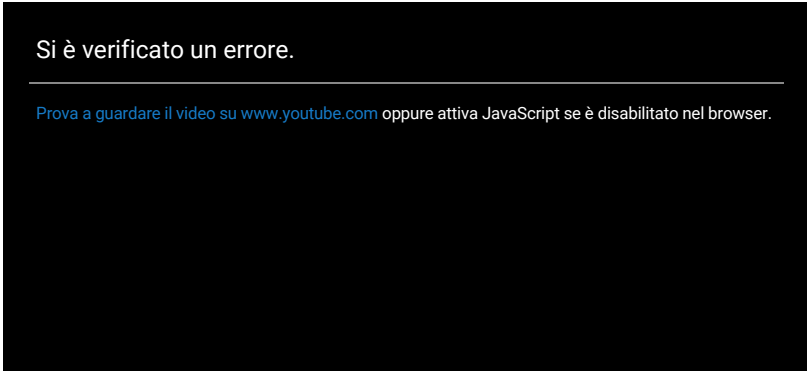 Si è verificato un errore.
Prova a guardare il video su www.youtube.com oppure attiva JavaScript se è disabilitato nel browser.